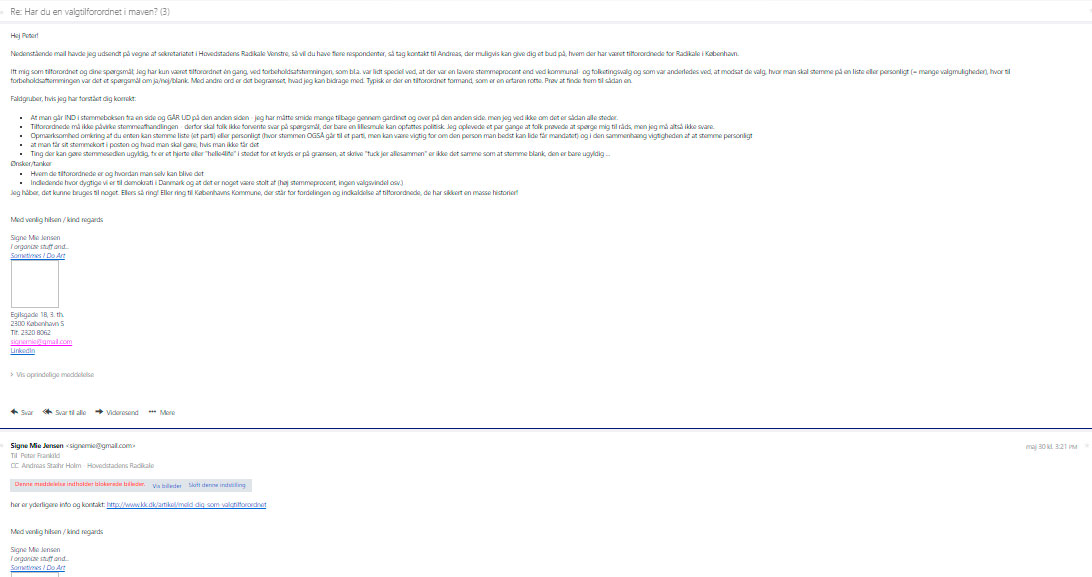 Re: Har du en valgtilforordnet i maven? (3)
Hej Peter!
Nedenstående mail havde jeg udsendt på vegne af sekretariatet i Hovedstadens Radikale Venstre, så vil du have flere respondenter, så tag kontakt til Andreas, der muligvis kan give dig et bud på, hvem der har været tilforordnede for Radikale i København.
Ift mig som tilforordnet og dine spørgsmål; Jeg har kun været tilforordnet en gang, ved forbeholdsafstemningen, som bl.a. var lidt speciel ved, at der var en lavere stemmeprocent end ved kommunal- og folketingsvalg og som var anderledes ved, at modsat de valg, hvor man skal stemme på en liste eller personligt (= mange valgmuligheder), hvor til
forbeholdsaftemningen var det et spørgsmål om ja/nej/blank. Med andre ord er det begrænset, hvad jeg kan bidrage med. Typisk er der en tilforordnet formand, som er en erfaren rotte. Prøv at finde frem til sådan en.
Faldgruber, hvis jeg har forstået dig korrekt:
• At man går IND i stemmeboksen fra en side og GÅR UD på den anden siden - jeg har måtte smide mange tilbage gennem gardinet og over på den anden side. men jeg ved ikke om det er sådan alle steder.
• Tilforordnede må ikke påvirke stemmeafhandlingen - derfor skal folk ikke forvente svar på spørgsmål, der bare en lillesmule kan opfattes politisk. Jeg oplevede et par gange at folk prøvede at spørge mig til råds, men jeg må altså ikke svare.
• Opmærksomhed omkring at du enten kan stemme liste (et parti) eller personligt (hvor stemmen OGSÅ går til et parti, men kan være vigtig for om den person man bedst kan lide får mandatet) og i den sammenhæng vigtigheden af at stemme personligt
• at man får sit stemmekort i posten og hvad man skal gøre, hvis man ikke får det
• Ting der kan gøre stemmesedlen ugyldig, fx er et hjerte eller "helle4life" i stedet for et kryds er på grænsen, at skrive "fuck jer allesammen" er ikke det samme som at stemme blank, den er bare ugyldig ...
Ønsker/tanker
• Hvem de tilforordnede er og hvordan man selv kan blive det
• Indledende hvor dygtige vi er til demokrati i Danmark og at det er noget være stolt af (høj stemmeprocent, ingen valgsvindel osv.)
Jeg håber, det kunne bruges til noget. Ellers så ring! Eller ring til Københavns Kommune, der står for fordelingen og indkaldelse af tilforordnede, de har sikkert en masse historier!
Med venlig hilsen / kind regards
Signe Mie Jensen
I organize stuff and...
Sometimes I Do Art
Egilsgade 18, 3. th.
2300 København S
Tlf. 2320 8062
signemie@gmail.com
Linkedin
Vis oprindelige meddelelse
Svar Svar til alle Videresend Mere
Signe Mie Jensen <signemie@gmail.com>
maj 30 kl. 3:21 PM
Til Peter Frankild
CC Andreas Stæhr Holm - Hovedstadens Radikale
Denne meddelelse indholder blokerede billeder. Vis billeder Skift denne indstilling
her er yderligere info og kontakt: http://www.kk.dk/artikel/meld-dig-som-valgtilforordnet
Med venlig hilsen / kind regards
Signe Mie Jensen
I organize stuff and...
Sometimes I Do Art